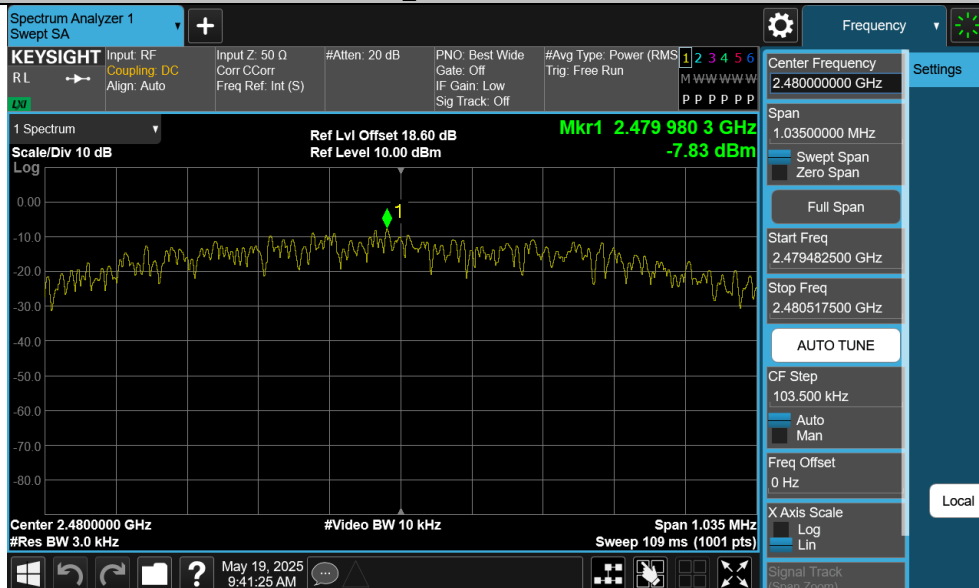 Spectrum Analyzer 1
Swept SA
+
Frequency
KEYSIGHT
RL
LXI
Input: RF
Coupling: DC
Align: Auto
Input Z: 50 Ω
Corr CCorr
Freq Ref: Int (S)
#Atten: 20 dB
PNO: Best Wide
Gate: Off
IF Gain: Low
Sig Track: Off
#Avg Type: Power (RMS
Trig: Free Run
1 2 3 4 5 6
M W W W W W
P P P P P P
1 Spectrum
Scale/Div 10 dB
Log
Ref Lvl Offset 18.60 dB
Ref Level 10.00 dBm
Mkr1 2.479 980 3 GHz
-7.83 dBm
1
0.00
-10.0
-20.0
-30.0
-40.0
-50.0
-60.0
-70.0
-80.0
Center 2.4800000 GHz
#Res BW 3.0 kHz
#Video BW 10 kHz
Span 1.035 MHz
Sweep 109 ms (1001 pts)
Center Frequency
2.480000000 GHz
Span
1.03500000 MHz
Swept Span
Zero Span
Full Span
Start Freq
2.479482500 GHz
Stop Freq
2.480517500 GHz
AUTO TUNE
CF Step
103.500 kHz
Auto
Man
Freq Offset
0 Hz
X Axis Scale
Log
Lin
Signal Track
(Span Zoom)
Settings
Local
?
May 19, 2025
9:41:25 AM